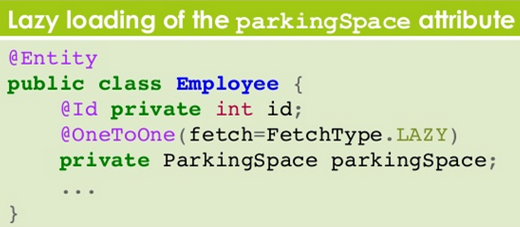 Lazy loading of the parkingSpace attribute
@Entity
public class Employee {
    @Id private int id;
    @OneToOne(fetch=FetchType.LAZY)
    private ParkingSpace parkingSpace;
    ...
}